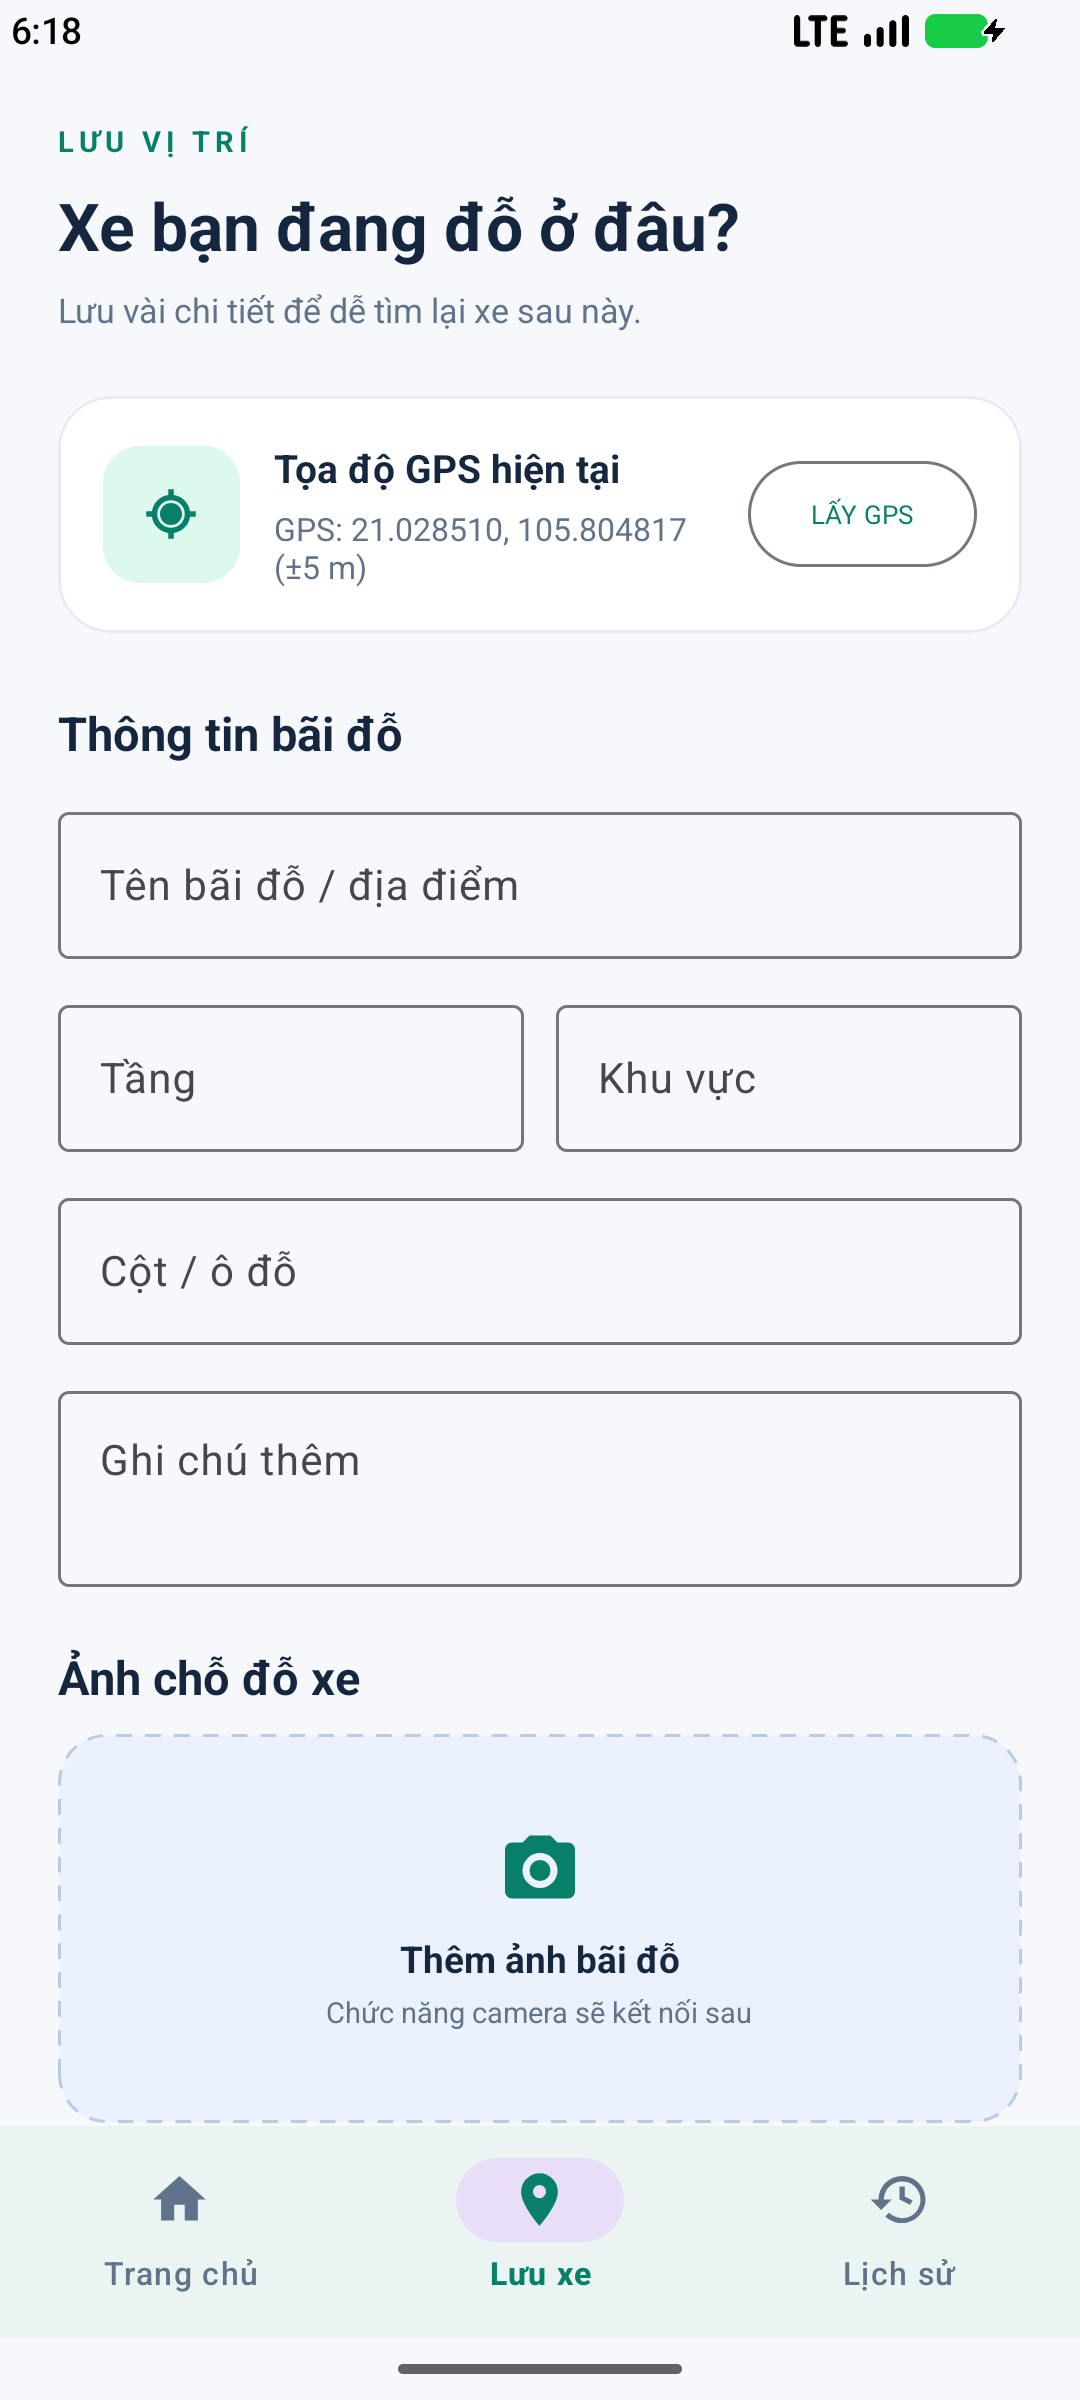 6:18
LTE
LƯU VỊ TRÍ
Xe bạn đang đỗ ở đâu?
Lưu vài chi tiết để dễ tìm lại xe sau này.
Tọa độ GPS hiện tại
GPS: 21.028510, 105.804817
(±5 m)
LẤY GPS
Thông tin bãi đỗ
Tên bãi đỗ / địa điểm
Tầng
Khu vực
Cột / ô đỗ
Ghi chú thêm
Ảnh chỗ đỗ xe
Thêm ảnh bãi đỗ
Chức năng camera sẽ kết nối sau
Trang chủ
Lưu xe
Lịch sử